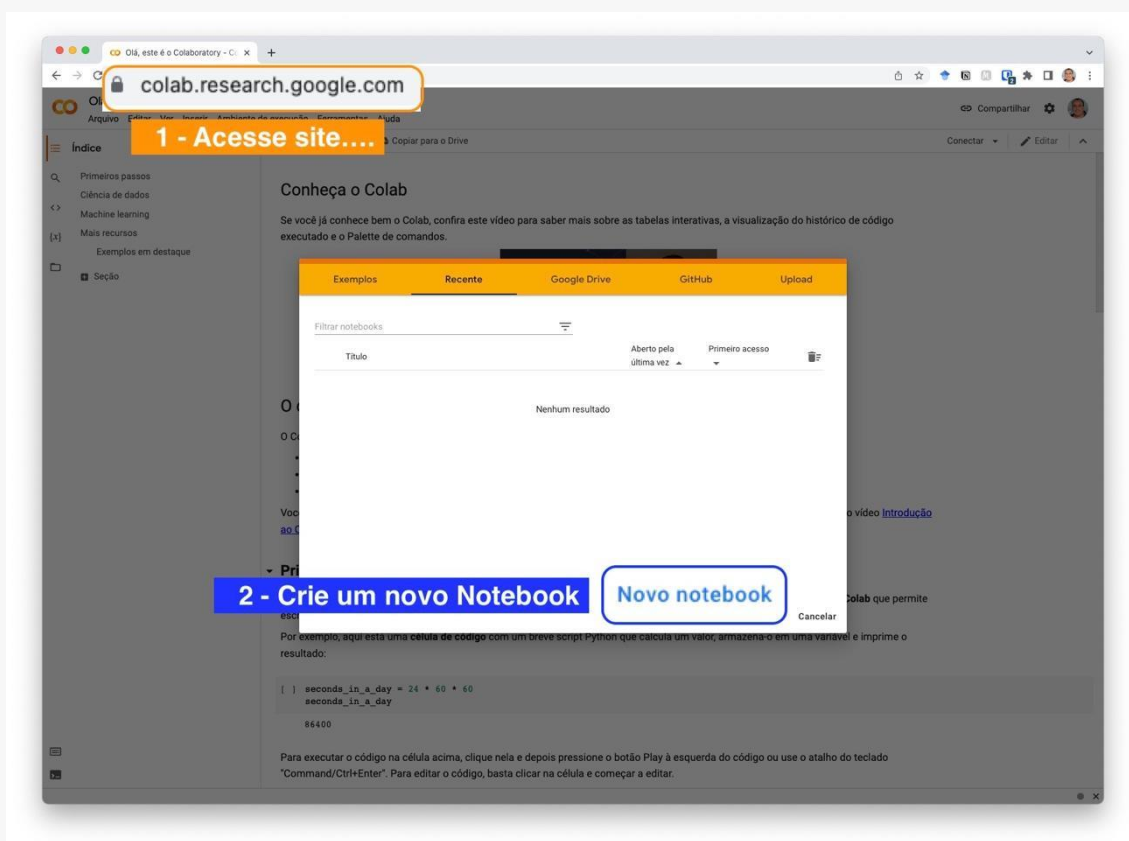 Olá, este é o Colaboratory - C
colab.research.google.com
Compartilhar
Arquivo Editar Ver Inserir Ambiente de execução Ferramentas Ajuda
1 - Acesse site....
Copiar para o Drive
Conectar
Editar
Índice
Primeiros passos
Ciência de dados
Machine learning
Mais recursos
Exemplos em destaque
Seção
Conheça o Colab
Se você já conhece bem o Colab, confira este vídeo para saber mais sobre as tabelas interativas, a visualização do histórico de código
executado e o Palette de comandos.
Exemplos Recente Google Drive GitHub Upload
Filtrar notebooks
Título
Aberto pela
última vez
Primeiro acesso
Nenhum resultado
O
O
Voc
o vídeo Introdução
ao
Pri
2 - Crie um novo Notebook
Novo notebook
Colab que permite
Cancelar
Por exemplo, aqui está uma célula de código com um breve script Python que calcula um valor, armazena-o em uma variável e imprime o
resultado:
[ ] seconds_in_a_day = 24 * 60 * 60
seconds_in_a_day
86400
Para executar o código na célula acima, clique nela e depois pressione o botão Play à esquerda do código ou use o atalho do teclado
"Command/Ctrl+Enter". Para editar o código, basta clicar na célula e começar a editar.